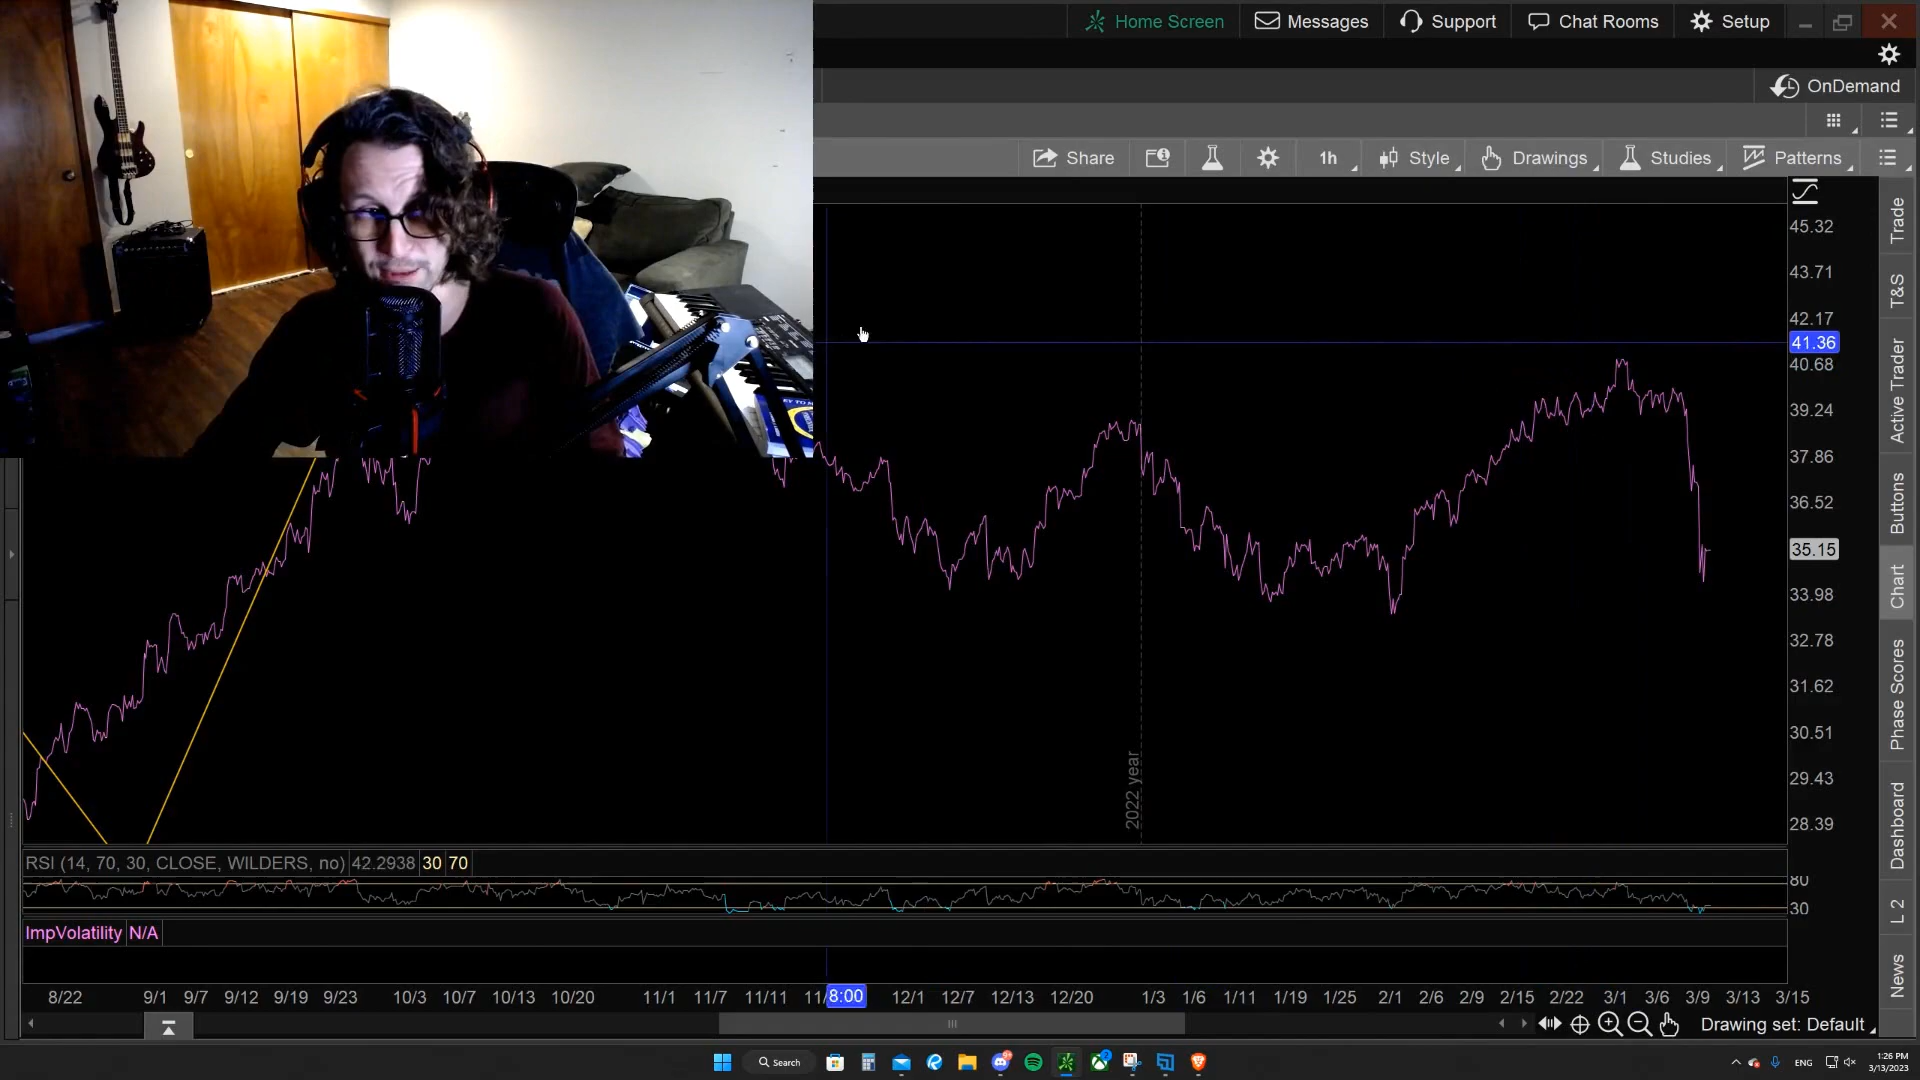 Home Screen
Messages
Support
Chat Rooms
Setup
OnDemand
Share
1h
Style
Drawings
Studies
Patterns
45.32
43.71
42.17
41.36
40.68
39.24
37.86
36.52
35.15
33.98
32.78
31.62
30.51
29.43
28.39
2022 year
Trade
T&S
Active Trader
Buttons
Chart
Phase Scores
Dashboard
L 2
News
RSI (14, 70, 30, CLOSE, WILDERS, no) 42.2938 30 70
80
30
ImpVolatility N/A
8/22 9/1 9/7 9/12 9/19 9/23 10/3 10/7 10/13 10/20 11/1 11/7 11/11 11/ 8:00 12/1 12/7 12/13 12/20 1/3 1/6 1/11 1/19 1/25 2/1 2/6 2/9 2/15 2/22 3/1 3/6 3/9 3/13 3/15
Drawing set: Default
Search
ENG
1:26 PM
3/13/2023